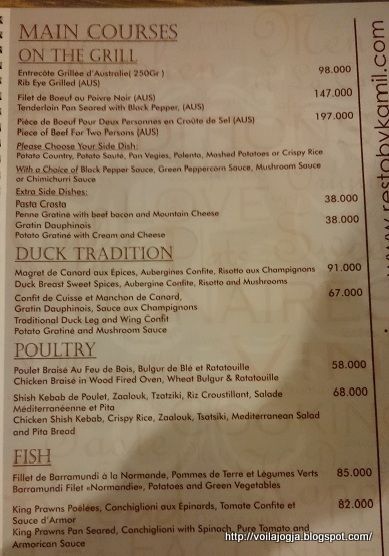 MAIN COURSES
ON THE GRILL
Entrecôte Grillée d'Australie( 250Gr ) 98.000
Rib Eye Grilled (AUS)
Filet de Boeuf au Poivre Noir (AUS) 147.000
Tenderloin Pan Seared with Black Pepper, (AUS)
Pièce de Boeuf Pour Deux Personnes en Croûte de Sel (AUS) 197.000
Piece of Beef For Two Persons (AUS)
Please Choose Your Side Dish:
Potato Country, Potato Sauté, Pan Vegies, Polenta, Mashed Potatoes or Crispy Rice
With a Choice of Black Pepper Sauce, Green Peppercorn Sauce, Mushroom Sauce
or Chimichurri Sauce
Extra Side Dishes:
Pasta Crosta 38.000
Penne Gratiné with beef bacon and Mountain Cheese
Gratin Dauphinois 38.000
Potato Gratiné with Cream and Cheese
DUCK TRADITION
Magret de Canard aux Epices, Aubergines Confite, Risotto aux Champignons 91.000
Duck Breast Sweet Spices, Aubergine Confite, Risotto and Mushrooms
Confit de Cuisse et Manchon de Canard, 67.000
Gratin Dauphinois, Sauce aux Champignons
Traditional Duck Leg and Wing Confit
Potato Gratiné and Mushroom Sauce
POULTRY
Poulet Braisé Au Feu de Bois, Bulgur de Blé et Ratatouille 58.000
Chicken Braisé in Wood Fired Oven, Wheat Bulgur & Ratatouille
Shish Kebab de Poulet, Zaalouk, Tzatziki, Riz Croustillant, Salade 68.000
Méditerranéenne et Pita
Chicken Shish Kebab, Crispy Rice, Zaalouk, Tsatsiki, Mediterranean Salad
and Pita Bread
FISH
Fillet de Barramundi à la Normande, Pommes de Terre et Légumes Verts 85.000
Barramundi Filet «Normandie», Potatoes and Green Vegetables
King Prawns Poélées, Conchiglioni aux Epinards, Tomate Confite et 82.000
Sauce d'Armor
King Prawns Pan Seared, Conchiglioni with Spinach, Pure Tomato and
Armorican Sauce
www.restobykamil.com
http://voilajogja.blogspot.com/